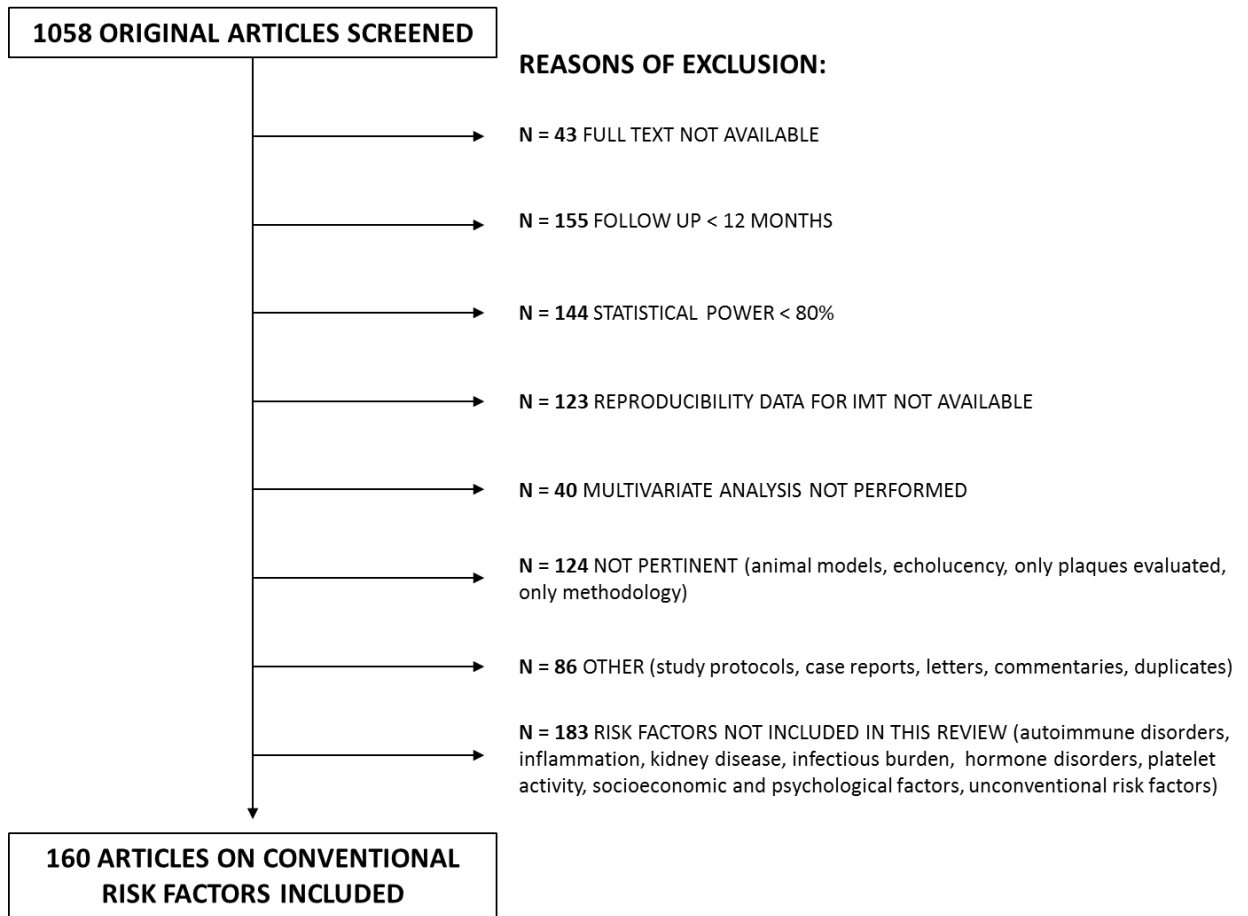 1058 ORIGINAL ARTICLES SCREENED
REASONS OF EXCLUSION:
N = 43 FULL TEXT NOT AVAILABLE
N = 155 FOLLOW UP < 12 MONTHS
N = 144 STATISTICAL POWER < 80%
N = 123 REPRODUCIBILITY DATA FOR IMT NOT AVAILABLE
N = 40 MULTIVARIATE ANALYSIS NOT PERFORMED
N = 124 NOT PERTINENT (animal models, echolucency, only plaques evaluated,
only methodology)
N = 86 OTHER (study protocols, case reports, letters, commentaries, duplicates)
N = 183 RISK FACTORS NOT INCLUDED IN THIS REVIEW (autoimmune disorders,
inflammation, kidney disease, infectious burden, hormone disorders, platelet
activity, socioeconomic and psychological factors, unconventional risk factors)
160 ARTICLES ON CONVENTIONAL
RISK FACTORS INCLUDED